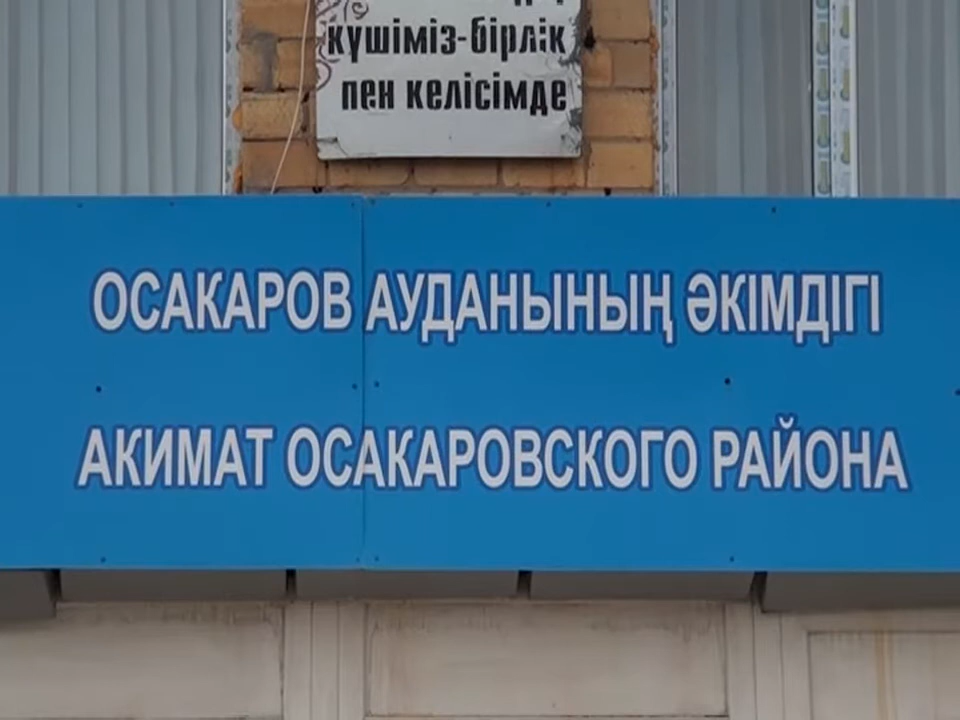 күшіміз-бірлік
пен келісімде
ОСАКАРОВ АУДАНЫНЫҢ ӘКІМДІГІ
АКИМАТ ОСАКАРОВСКОГО РАЙОНА